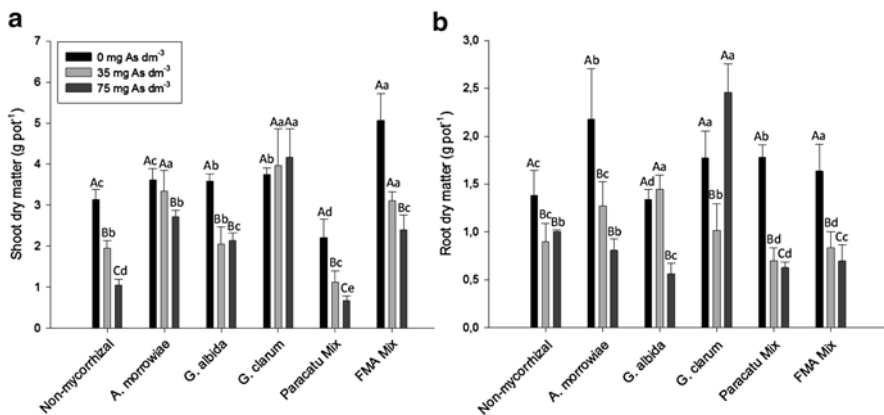 a
Shoot dry matter (g pot-1)
7
6
5
4
3
2
1
0
0 mg As dm-3
35 mg As dm-3
75 mg As dm-3
Ac
Bb
Cd
Ac
Aa
Bb
Ab
Bb
Bc
Ab
Aa
Aa
Ad
Bc
Ce
Aa
Aa
Bc
Non-mycorrhizal
A. morrowiae
G. albida
G. clarum
Paracatu Mix
FMA Mix
b
Root dry matter (g pot-1)
3,0
2,5
2,0
1,5
1,0
0,5
0,0
Ac
Bc
Bb
Ab
Bc
Bb
Ad
Aa
Bc
Aa
Bb
Aa
Ab
Bd
Cd
Aa
Bd
Cc
Non-mycorrhizal
A. morrowiae
G. albida
G. clarum
Paracatu Mix
FMA Mix